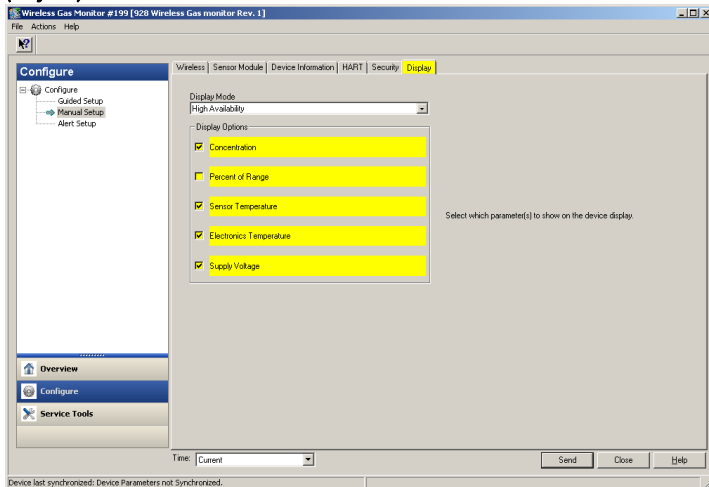 Wireless Gas Monitor #199 [928 Wireless Gas monitor Rev. 1]
File Actions Help
Configure
Configure
Guided Setup
Manual Setup
Alert Setup
Overview
Configure
Service Tools
Wireless Sensor Module Device Information HART Security Display
Display Mode
High Availability
Display Options
Concentration
Percent of Range
Sensor Temperature
Electronics Temperature
Supply Voltage
Select which parameter(s) to show on the device display.
Time: Current
Send Close Help
Device last synchronized: Device Parameters not Synchronized.